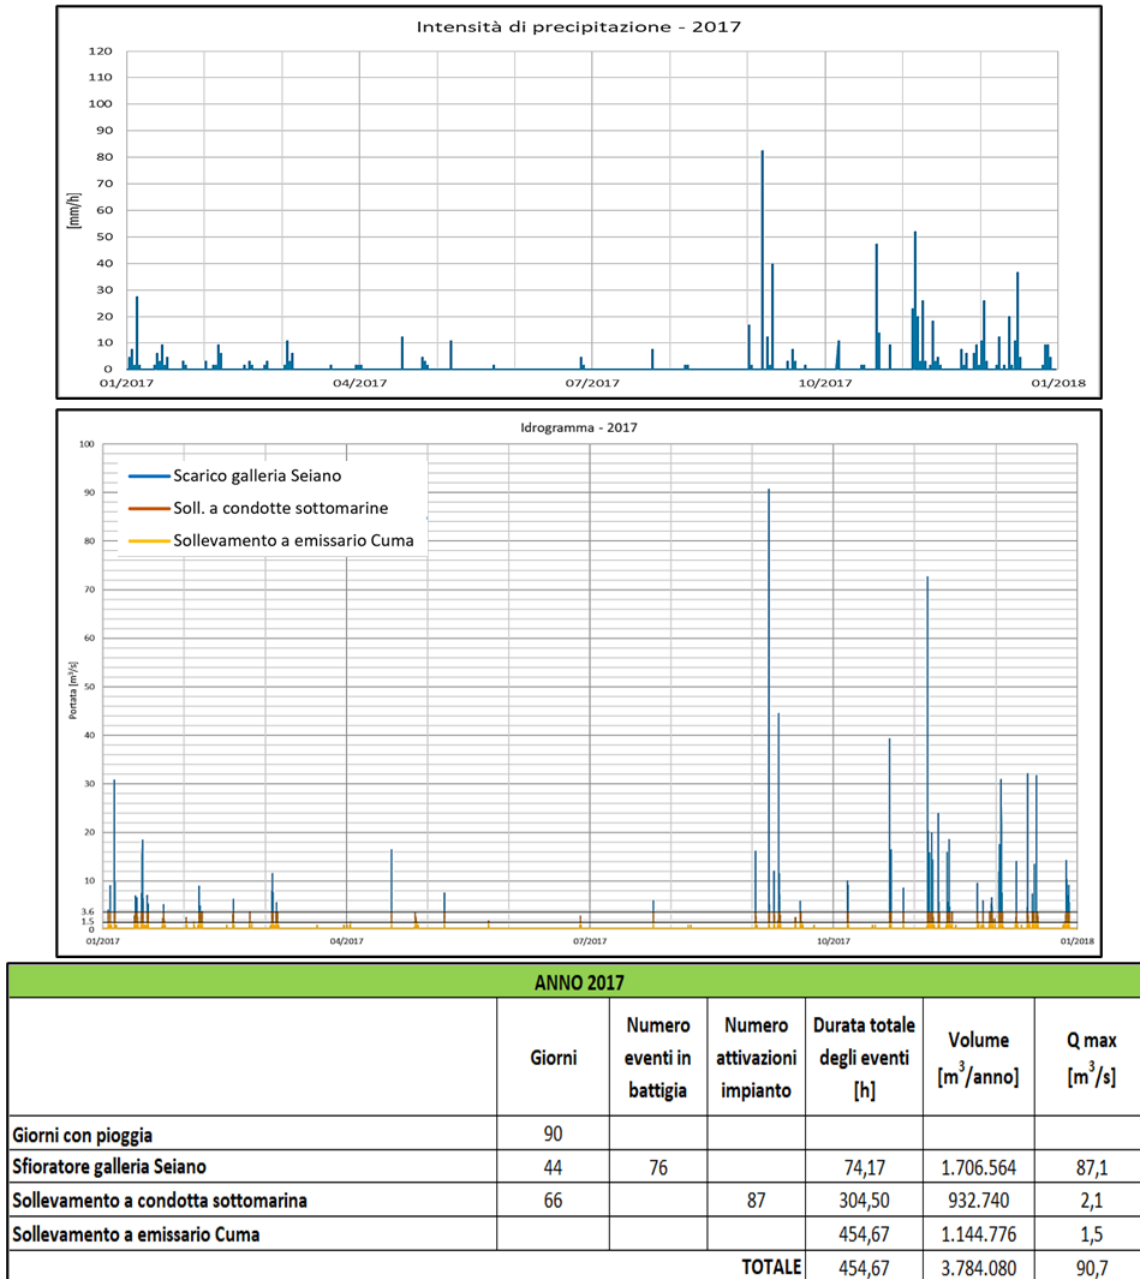 Intensità di precipitazione - 2017
120
110
100
90
80
70
60
50
40
30
20
10
0
[mm/h]
01/2017 04/2017 07/2017 10/2017 01/2018
Idrogramma - 2017
100
90
80
70
60
50
40
30
20
10
3.6
1.5
0
Portata [m³/s]
Scarico galleria Seiano
Soll. a condotte sottomarine
Sollevamento a emissario Cuma
01/2017 04/2017 07/2017 10/2017 01/2018
ANNO 2017
Giorni
Numero
eventi in
battigia
Numero
attivazioni
impianto
Durata totale
degli eventi
[h]
Volume
[m³/anno]
Q max
[m³/s]
Giorni con pioggia 90
Sfioratore galleria Seiano 44 76 74,17 1.706.564 87,1
Sollevamento a condotta sottomarina 66 87 304,50 932.740 2,1
Sollevamento a emissario Cuma 454,67 1.144.776 1,5
TOTALE 454,67 3.784.080 90,7